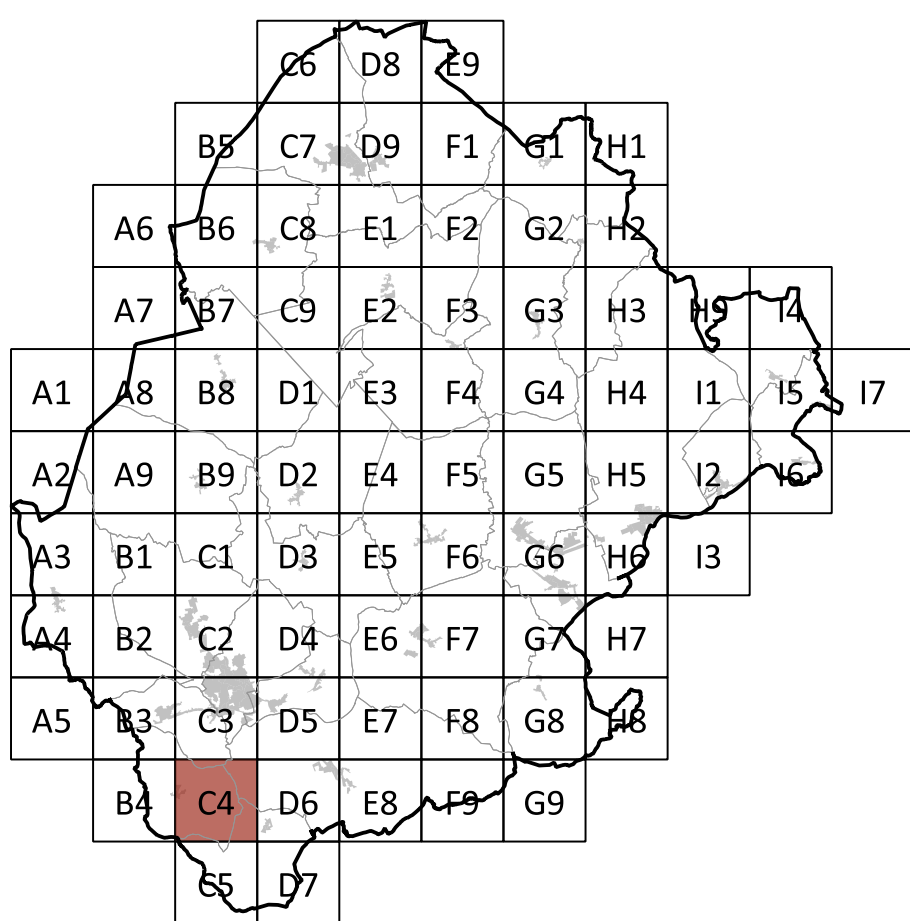 C6 D8 E9
B5 C7 D9 F1 G1 H1
A6 B6 C8 E1 F2 G2 H2
A7 B7 C9 E2 F3 G3 H3 H9 I4
A1 A8 B8 D1 E3 F4 G4 H4 I1 I5 I7
A2 A9 B9 D2 E4 F5 G5 H5 I2 I6
A3 B1 C1 D3 E5 F6 G6 H6 I3
A4 B2 C2 D4 E6 F7 G7 H7
A5 B3 C3 D5 E7 F8 G8 H8
B4 C4 D6 E8 F9 G9
C5 D7